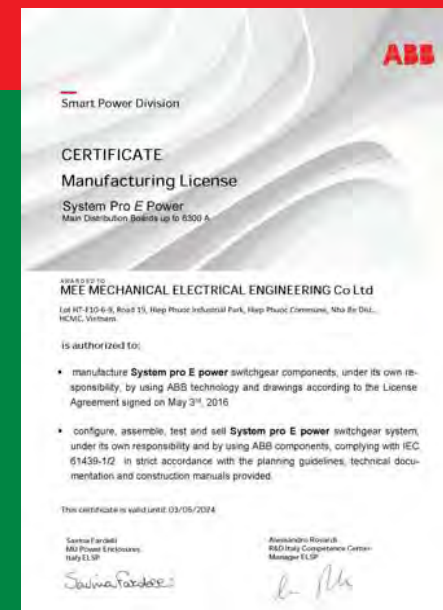 ABB
Smart Power Division
CERTIFICATE
Manufacturing License
System Pro E Power
Main Distribution Boards up to 6300 A
AWARDED TO
MEE MECHANICAL ELECTRICAL ENGINEERING Co Ltd
Lot HT-F10-6-9, Road 15, Hiep Phuoc Industrial Park, Hiep Phuoc Commune, Nha Be Dist.,
HCMC, Vietnam
is authorized to:
• manufacture System pro E power switchgear components, under its own re-
sponsibility, by using ABB technology and drawings according to the License
Agreement signed on May 3rd, 2016
• configure, assemble, test and sell System pro E power switchgear system,
under its own responsibility and by using ABB components, complying with IEC
61439-1/2 in strict accordance with the planning guidelines, technical docu-
mentation and construction manuals provided.
This certificate is valid until: 03/05/2024
Savina Fardelli
MU Power Enclosures
Italy ELSP
Alessandro Rovardi
R&D Italy Competence Center
Manager ELSP